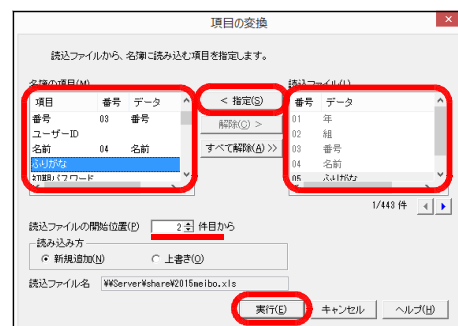 項目の変換
読込ファイルから、名簿に読み込む項目を指定します。
名簿の項目(M)
項目 番号 データ
番号 03 番号
ユーザーID
名前 04 名前
ふりがな
初期パスワード
< 指定(S)
解除(C) >
すべて解除(A) >>
読込ファイル(L)
番号 データ
01 年
02 組
03 番号
04 名前
05 ふりがな
1/443 件
読込ファイルの開始位置(P) 2 件目から
読み込み方
新規追加(N) 上書き(O)
読込ファイル名 ¥¥Server¥share¥2015meibo.xls
実行(E) キャンセル ヘルプ(H)